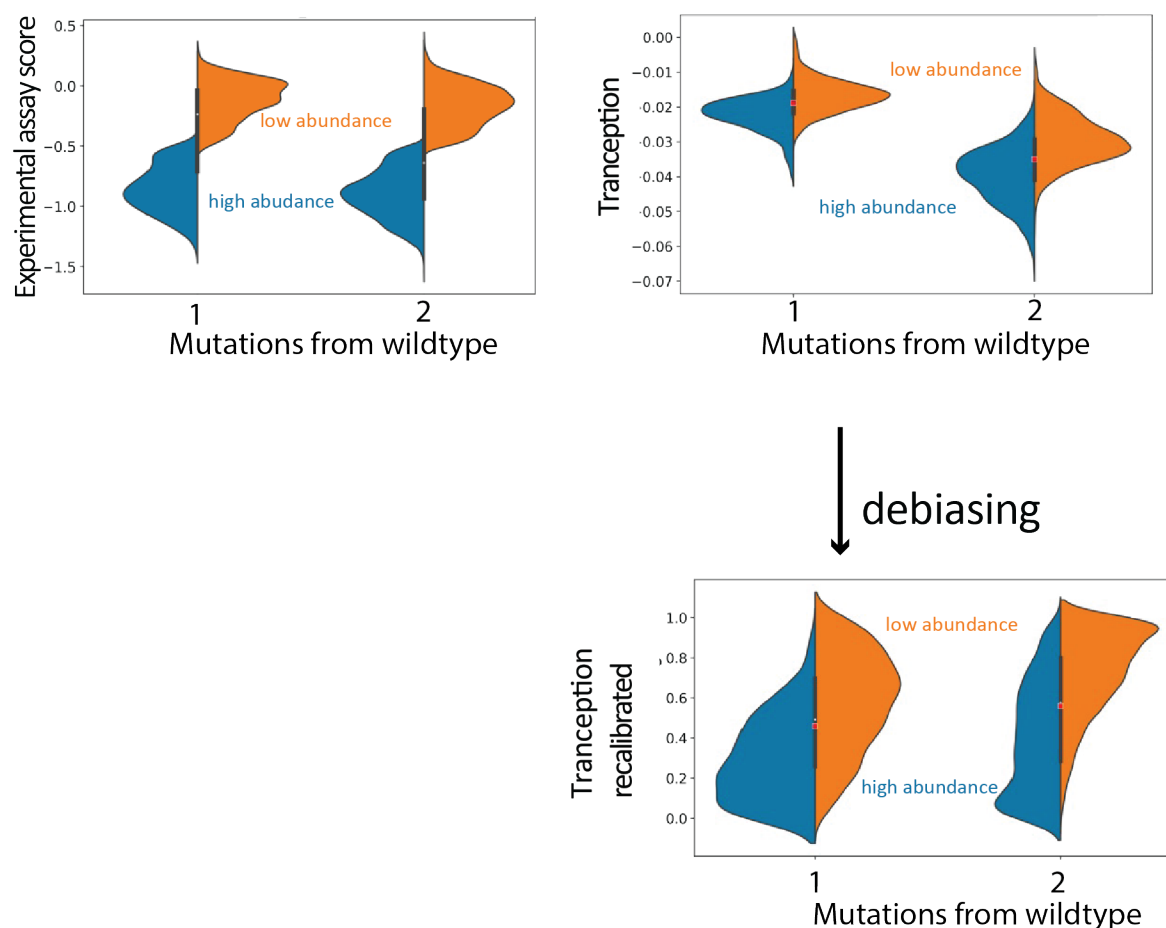 Experimental assay score
0.5
0.0
−0.5
−1.0
−1.5
low abundance
high abudance
1 2
Mutations from wildtype
Tranception
0.00
−0.01
−0.02
−0.03
−0.04
-0.05
−0.06
−0.07
low abundance
high abundance
1 2
Mutations from wildtype
debiasing
Tranception
recalibrated
1.0
0.8
0.6
0.4
0.2
0.0
low abundance
high abundance
1 2
Mutations from wildtype